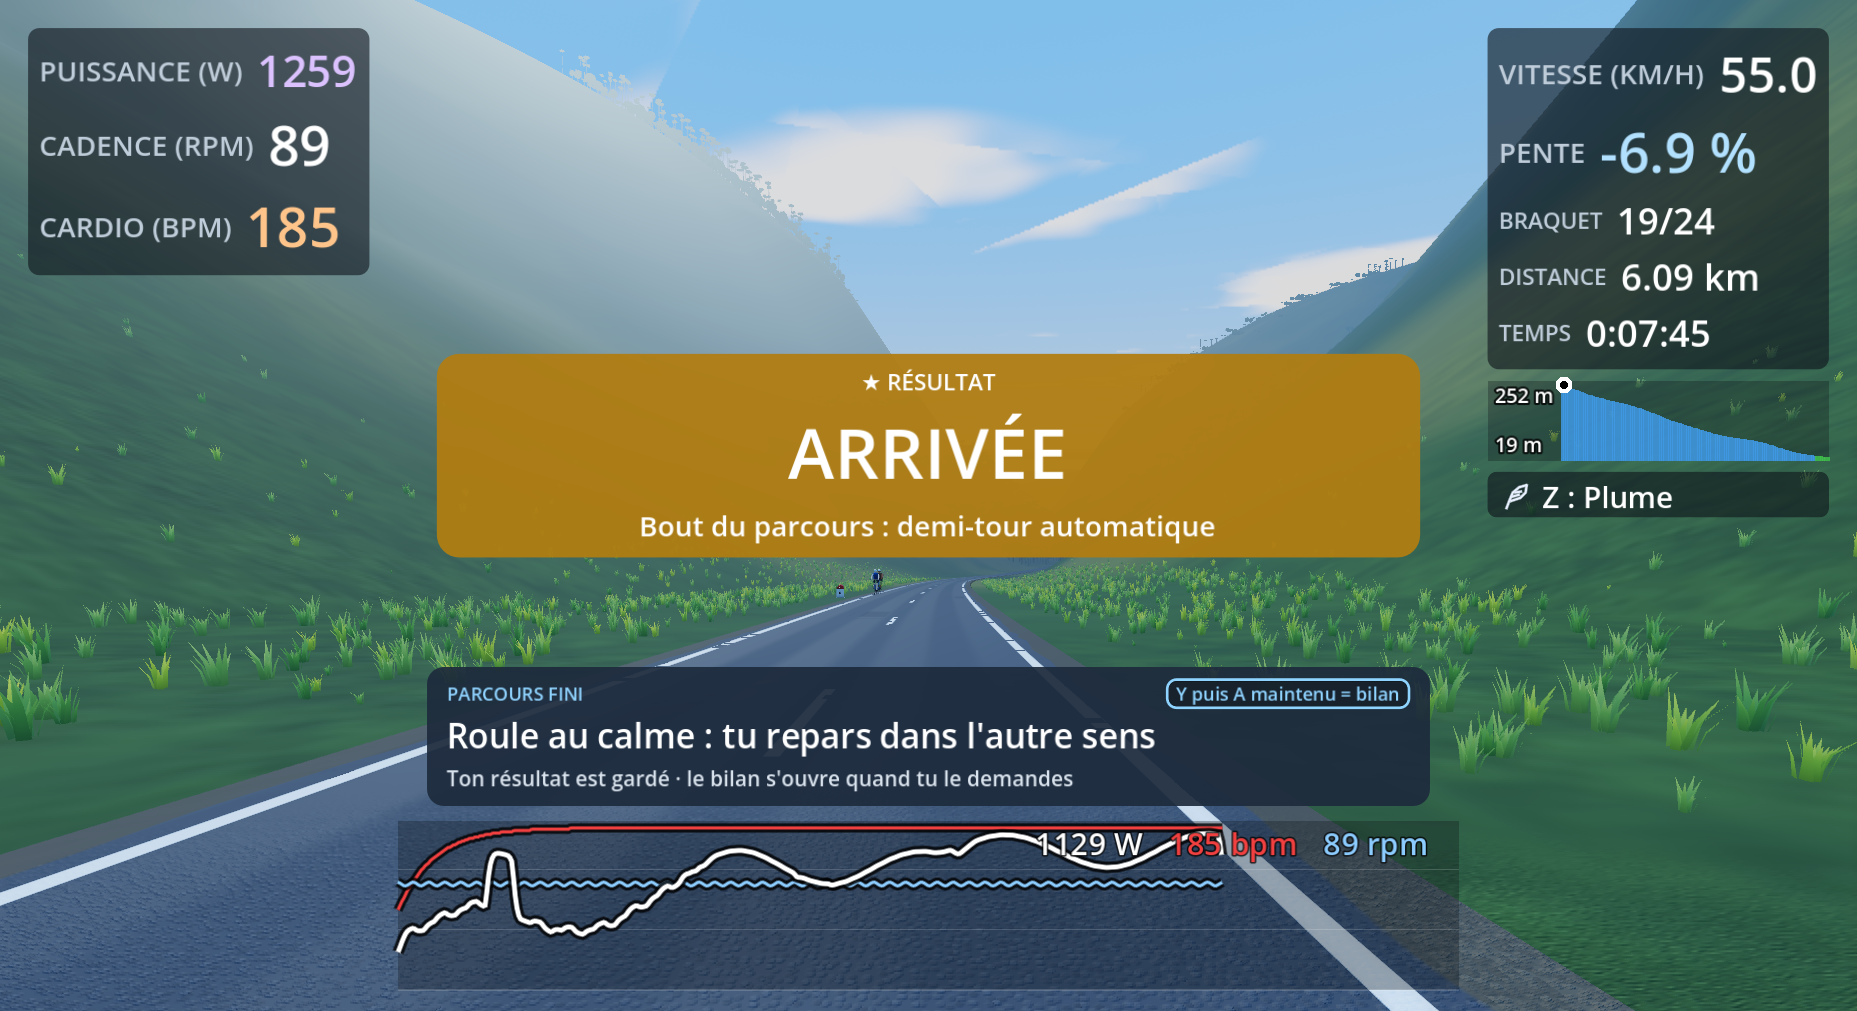 PUISSANCE (W) 1259
CADENCE (RPM) 89
CARDIO (BPM) 185
VITESSE (KM/H) 55.0
PENTE -6.9 %
BRAQUET 19/24
DISTANCE 6.09 km
TEMPS 0:07:45
252 m
19 m
Z : Plume
★ RÉSULTAT
ARRIVÉE
Bout du parcours : demi-tour automatique
PARCOURS FINI
Y puis A maintenu = bilan
Roule au calme : tu repars dans l'autre sens
Ton résultat est gardé · le bilan s'ouvre quand tu le demandes
1129 W 185 bpm 89 rpm